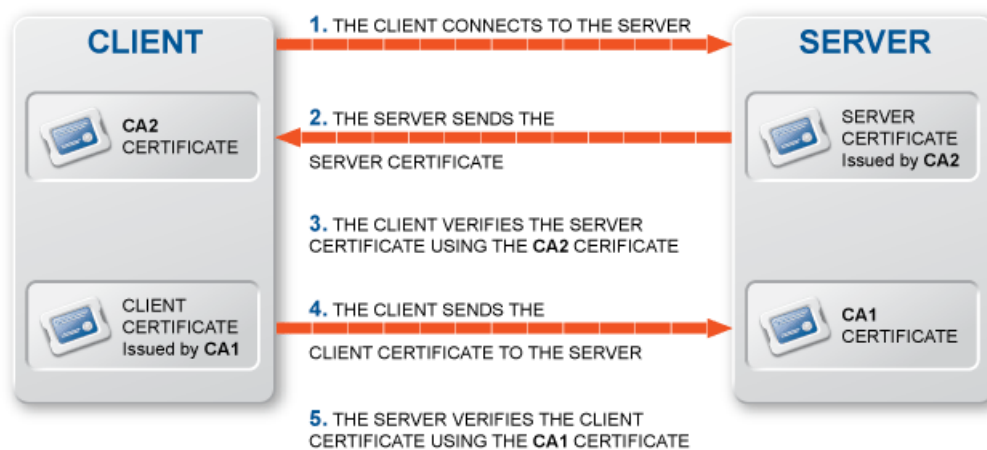 CLIENT
SERVER
1. THE CLIENT CONNECTS TO THE SERVER
CA2
CERTIFICATE
2. THE SERVER SENDS THE
SERVER CERTIFICATE
SERVER
CERTIFICATE
Issued by CA2
3. THE CLIENT VERIFIES THE SERVER
CERTIFICATE USING THE CA2 CERIFICATE
CLIENT
CERTIFICATE
Issued by CA1
4. THE CLIENT SENDS THE
CLIENT CERTIFICATE TO THE SERVER
CA1
CERTIFICATE
5. THE SERVER VERIFIES THE CLIENT
CERTIFICATE USING THE CA1 CERTIFICATE